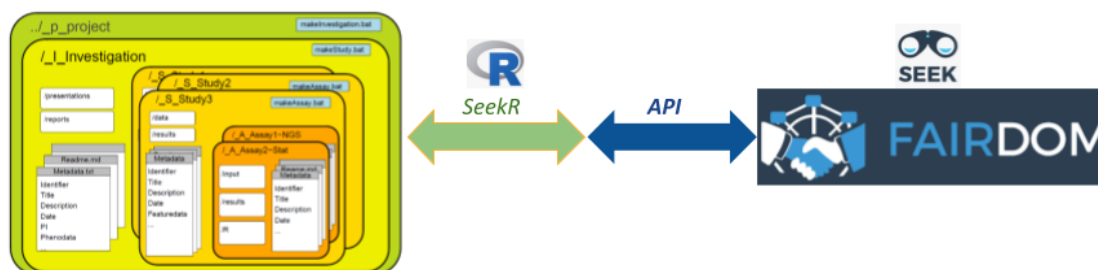 ../_p_project
makeInvestigation.bat
/_I_Investigation
makeStudy.bat
/_S_Study2
makeAssay.bat
/_S_Study3
makeAssay.bat
/presentations
/reports
/data
/results
/_A_Assay1~NGS
/_A_Assay2~Stat
Readme.md
Metadata.txt
Identifier
Title
Description
Date
PI
Phenodata
...
Metadata
Identifier
Title
Description
Date
Featuredata
...
/input
/results
/R
Readme.md
Metadata
Identifier
Title
Description
Date
...
R
SeekR
API
SEEK
FAIRDOM